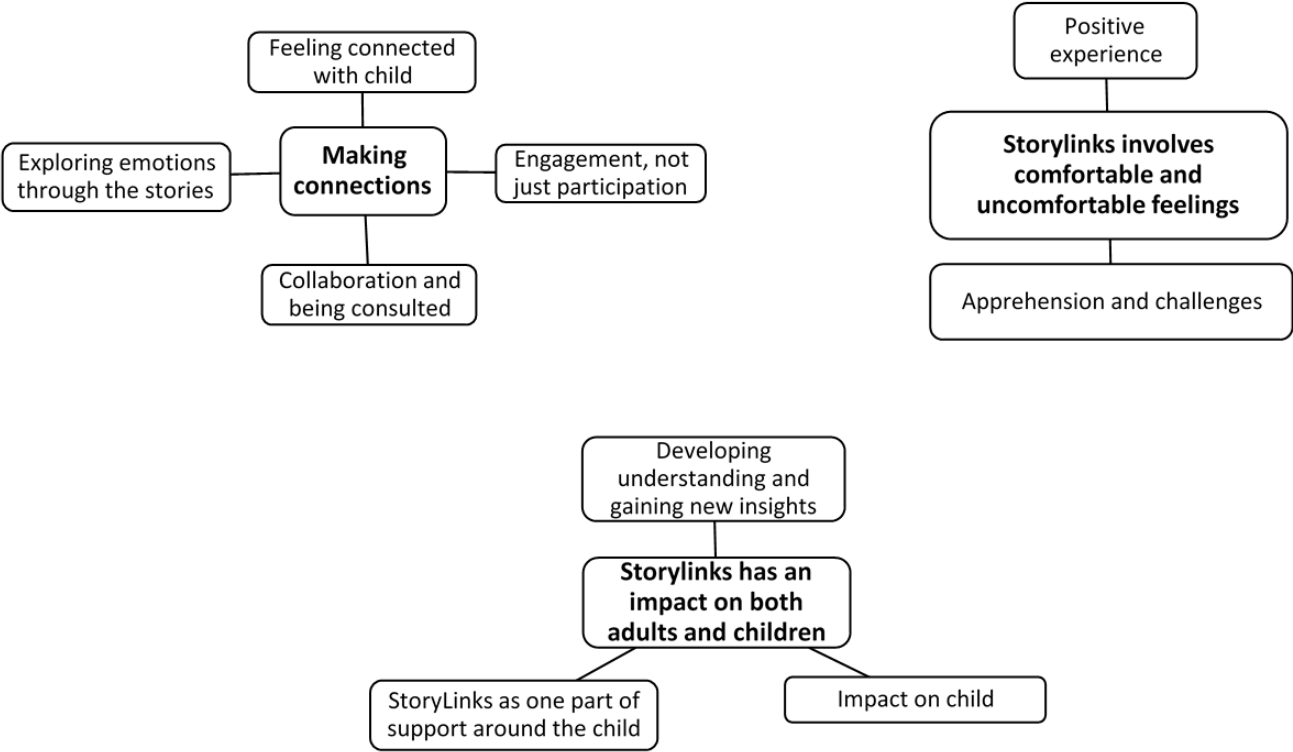 Feeling connected
with child
Exploring emotions
through the stories
Making
connections
Engagement, not
just participation
Collaboration and
being consulted
Positive
experience
Storylinks involves
comfortable and
uncomfortable feelings
Apprehension and challenges
Developing
understanding and
gaining new insights
Storylinks has an
impact on both
adults and children
StoryLinks as one part of
support around the child
Impact on child